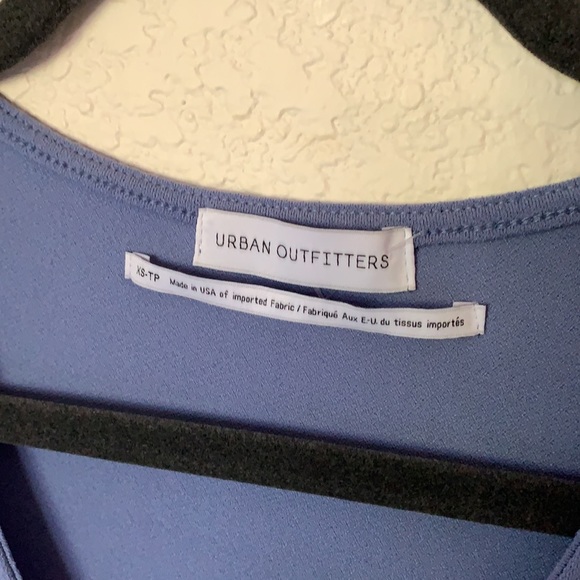 URBAN OUTFITTERS
XS-TP Made in USA of imported Fabric / Fabriqué Aux E-U. du tissus importés